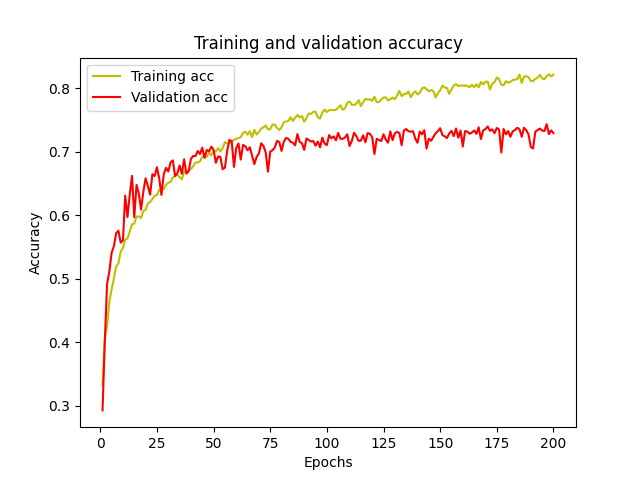 Training and validation accuracy
Training acc
Validation acc
0.8
0.7
0.6
0.5
0.4
0.3
Accuracy
0 25 50 75 100 125 150 175 200
Epochs